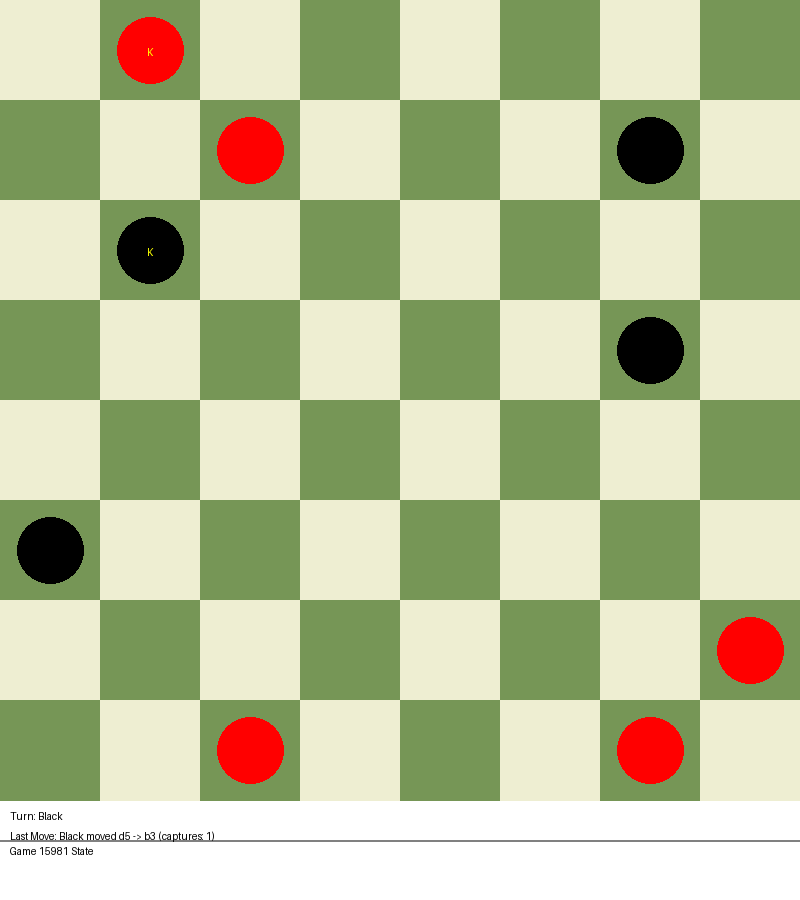 K
K
Turn: Black
Last Move: Black moved d5 -> b3 (captures: 1)
Game 15981 State